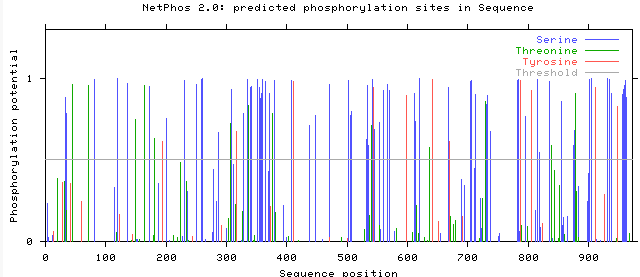 NetPhos 2.0: predicted phosphorylation sites in Sequence
Serine
Threonine
Tyrosine
Threshold
Phosphorylation potential
1
0
0 100 200 300 400 500 600 700 800 900
Sequence position